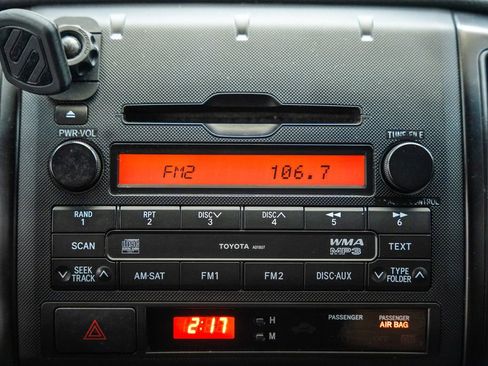 PWR·VOL
TUNE·FILE
FM2 106.7
RAND RPT DISC DISC
1 2 3 4 5 6
SCAN TOYOTA WMA MP3 TEXT
SEEK TRACK AM·SAT FM1 FM2 DISC·AUX TYPE FOLDER
2:17 H PASSENGER PASSENGER
M AIR BAG